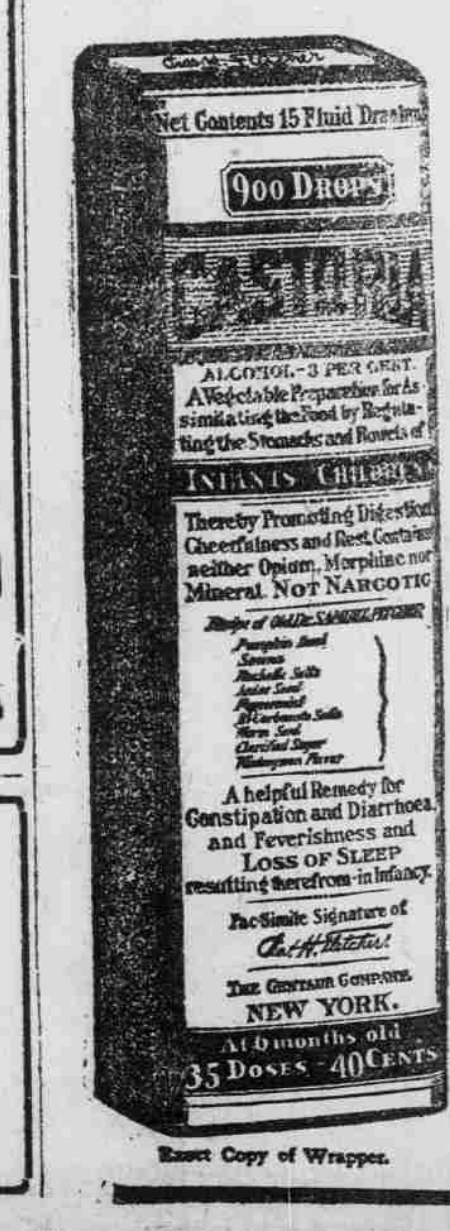 Net Contents 15 Fluid Drachms
900 DROPS
CASTORIA
ALCOHOL-3 PER CENT.
A Vegetable Preparation for As-
similating the Food by Regula-
ting the Stomachs and Bowels of
INFANTS CHILDREN
Thereby Promoting Digestion
Cheerfulness and Rest Contains
neither Opium, Morphine nor
Mineral. NOT NARCOTIC
Recipe of Old Dr. SAMUEL PITCHER
Pumpkin Seed
Senna
Rochelle Salts
Anise Seed
Peppermint
Bi Carbonate Soda
Worm Seed
Clarified Sugar
Wintergreen Flavor
A helpful Remedy for
Constipation and Diarrhoea,
and Feverishness and
LOSS OF SLEEP
resulting therefrom-in Infancy.
Fac-Simile Signature of
Chas. H. Fletcher.
THE CENTAUR COMPANY,
NEW YORK.
At 6 months old
35 DOSES - 40 CENTS
Exact Copy of Wrapper.